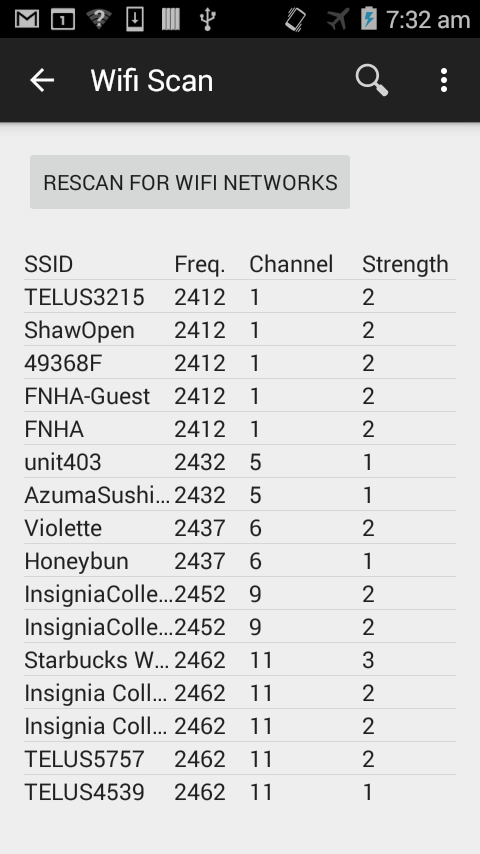 1 7:32 am
Wifi Scan
RESCAN FOR WIFI NETWORKS
SSID Freq. Channel Strength
TELUS3215 2412 1 2
ShawOpen 2412 1 2
49368F 2412 1 2
FNHA-Guest 2412 1 2
FNHA 2412 1 2
unit403 2432 5 1
AzumaSushi... 2432 5 1
Violette 2437 6 2
Honeybun 2437 6 1
InsigniaColle... 2452 9 2
InsigniaColle... 2452 9 2
Starbucks W... 2462 11 3
Insignia Coll... 2462 11 2
Insignia Coll... 2462 11 2
TELUS5757 2462 11 2
TELUS4539 2462 11 1